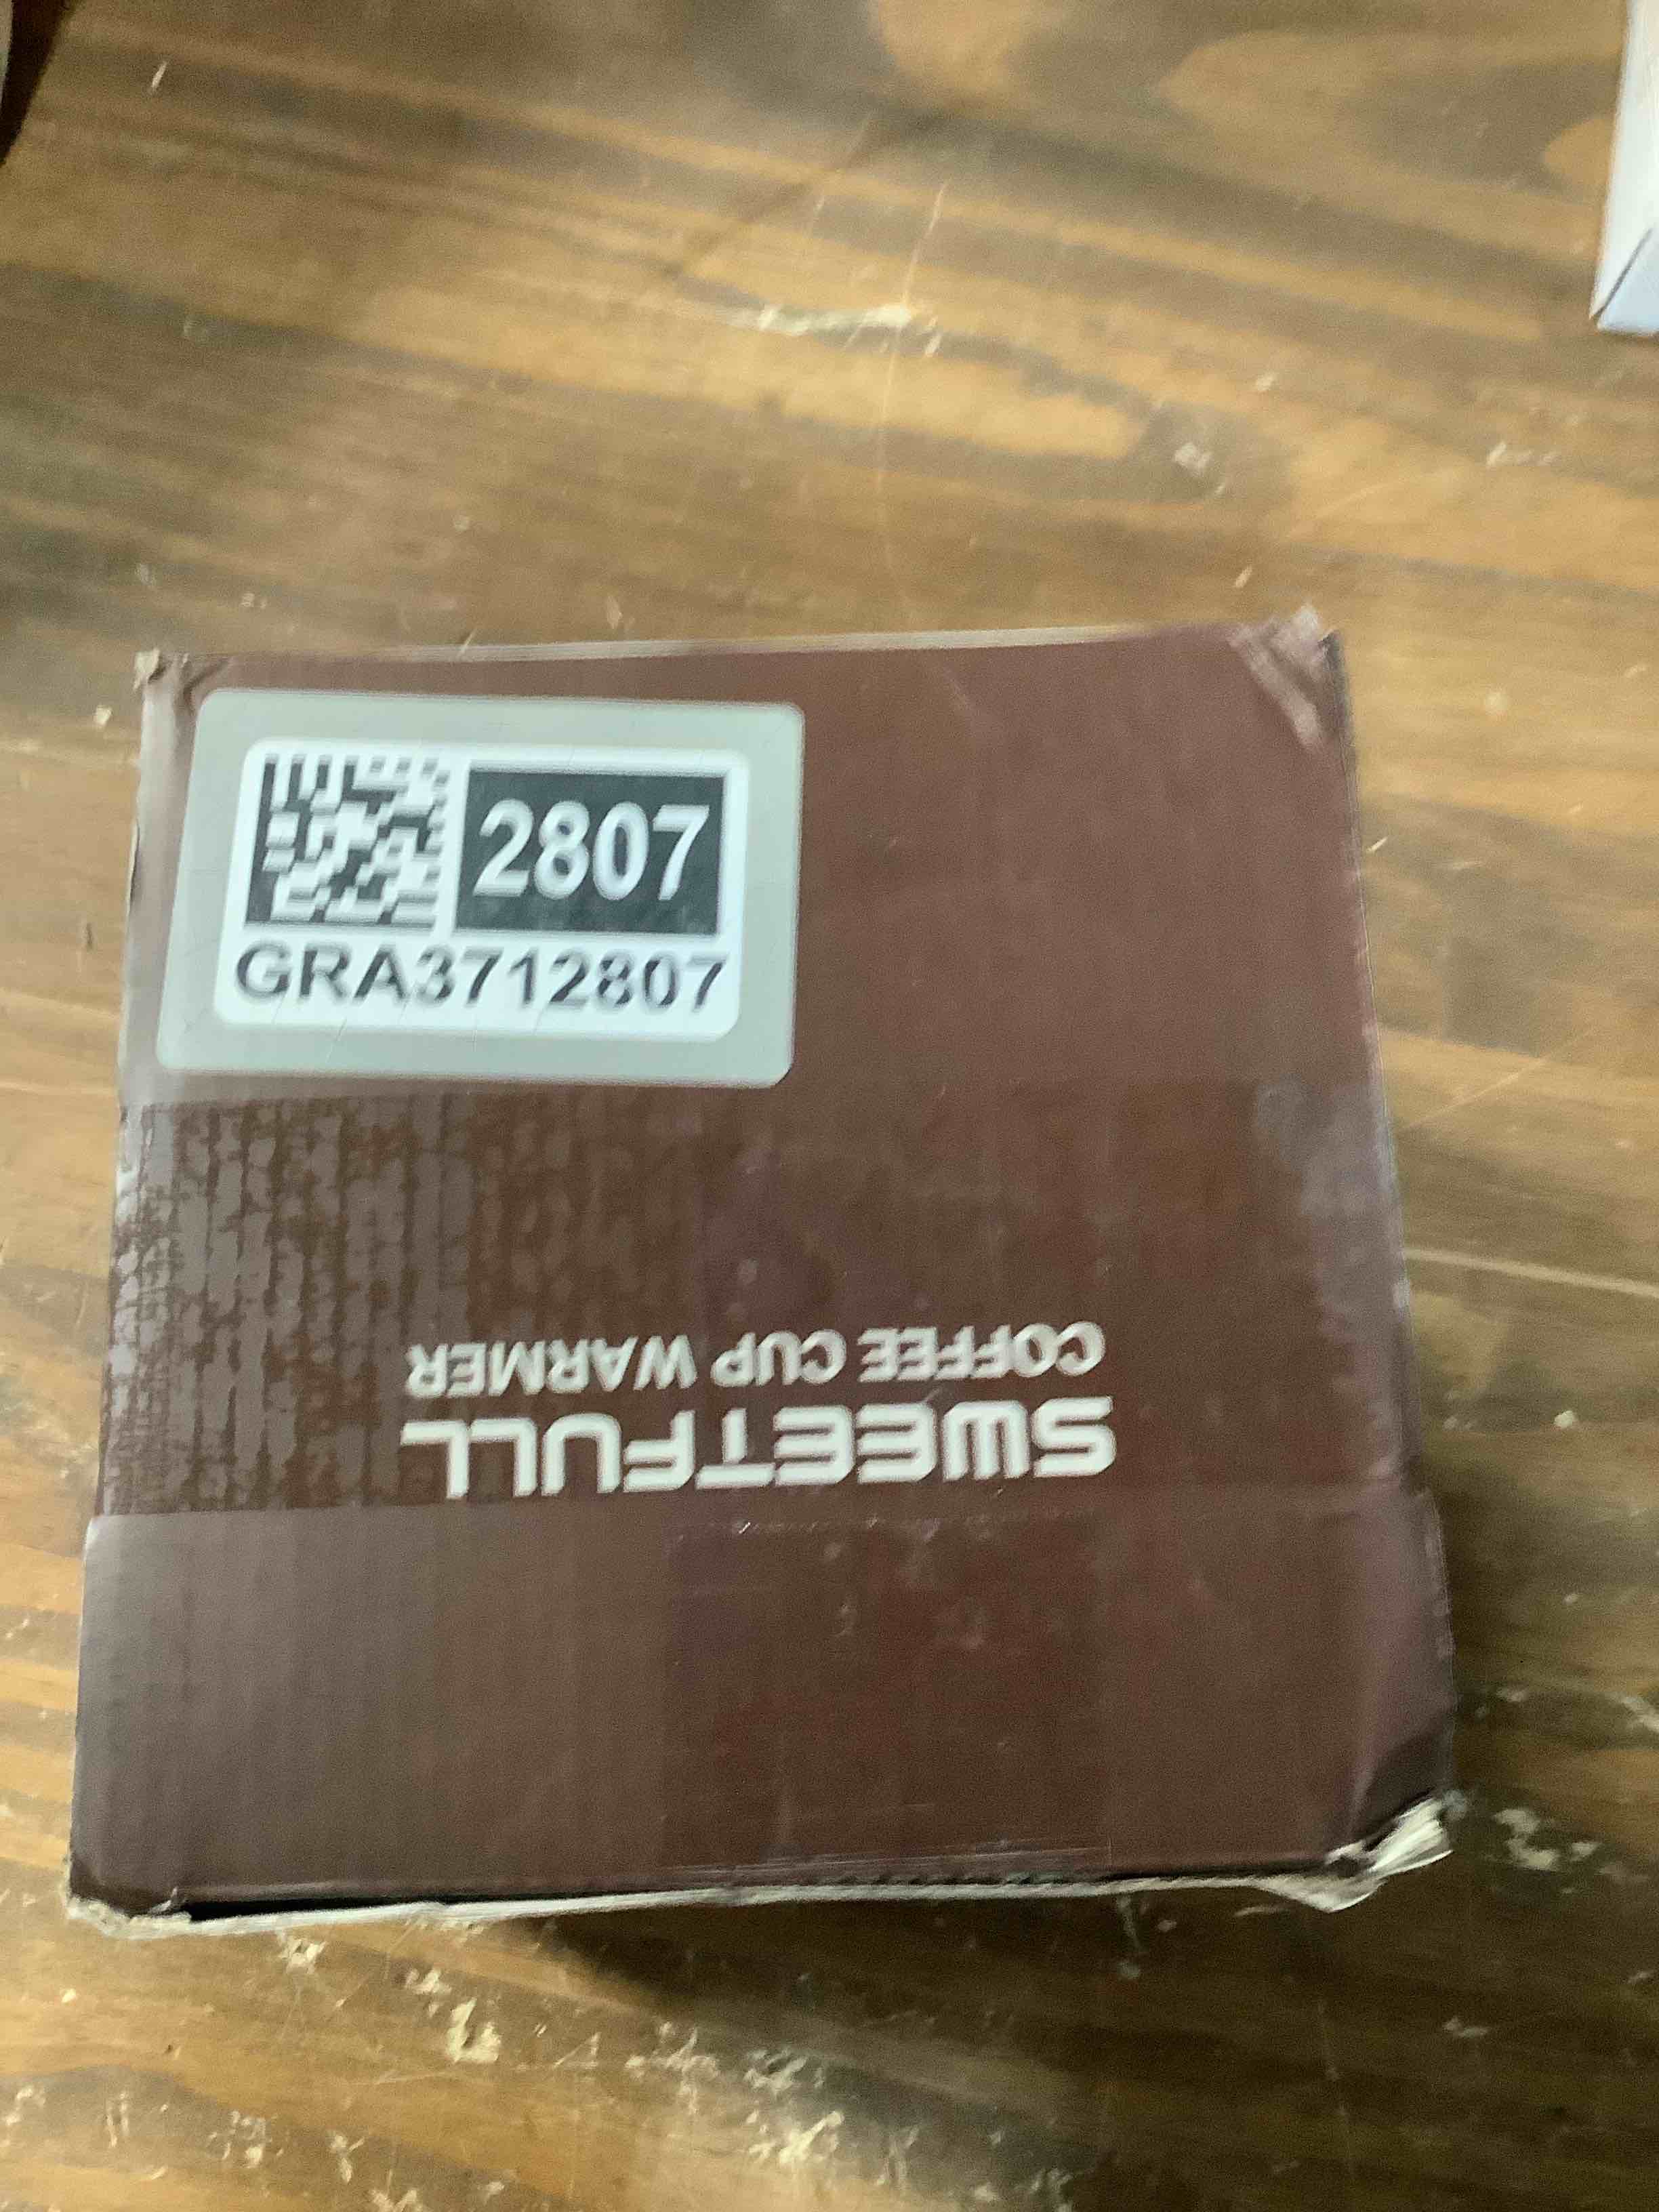 2807
GRA3712807
SWEETFULL
COFFEE CUP WARMER